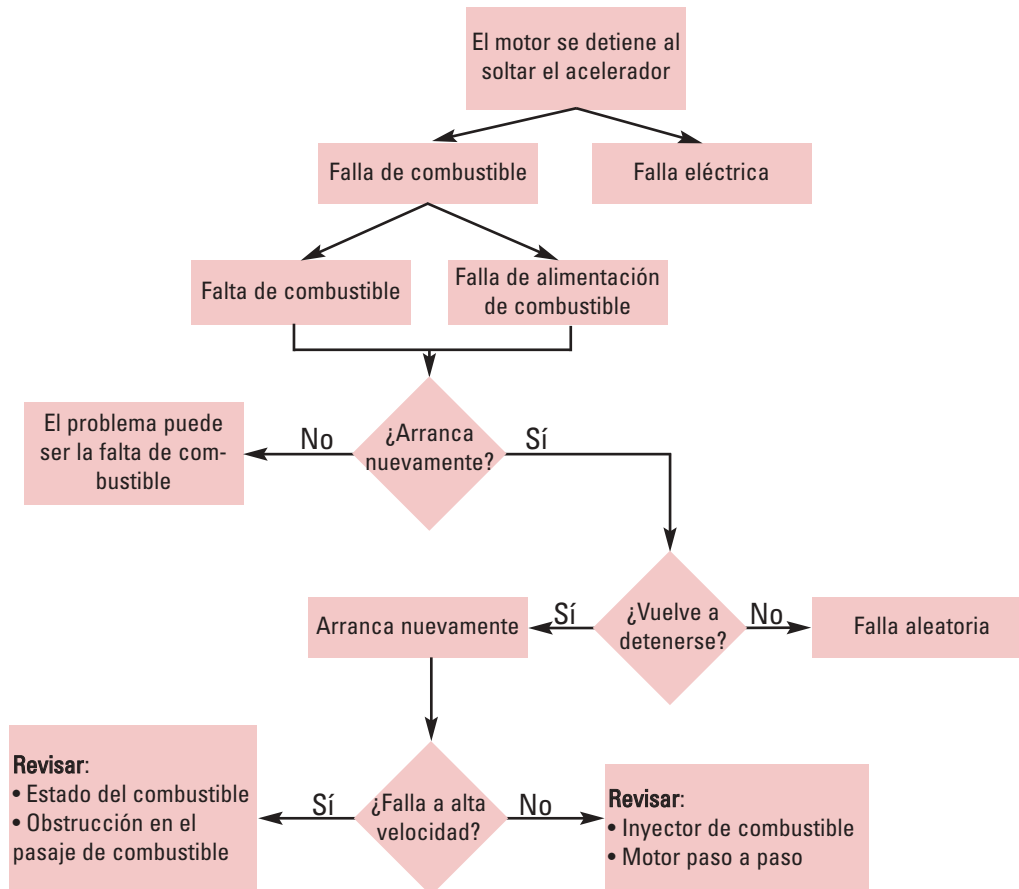 El motor se detiene al
soltar el acelerador
Falla de combustible
Falla eléctrica
Falta de combustible
Falla de alimentación
de combustible
El problema puede
ser la falta de com-
bustible
No
¿Arranca
nuevamente?
Sí
Arranca nuevamente
Sí
¿Vuelve a
detenerse?
No
Falla aleatoria
Revisar:
• Estado del combustible
• Obstrucción en el
pasaje de combustible
Sí
¿Falla a alta
velocidad?
No
Revisar:
• Inyector de combustible
• Motor paso a paso